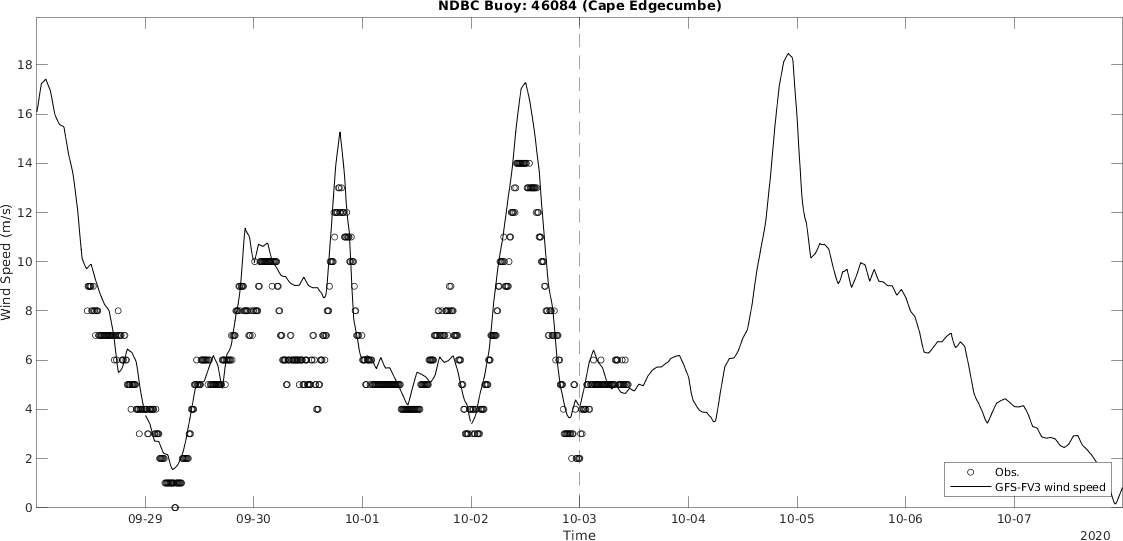 NDBC Buoy: 46084 (Cape Edgecumbe)
Wind Speed (m/s)
18
16
14
12
10
8
6
4
2
0
Obs.
GFS-FV3 wind speed
09-29 09-30 10-01 10-02 10-03 10-04 10-05 10-06 10-07
Time
2020